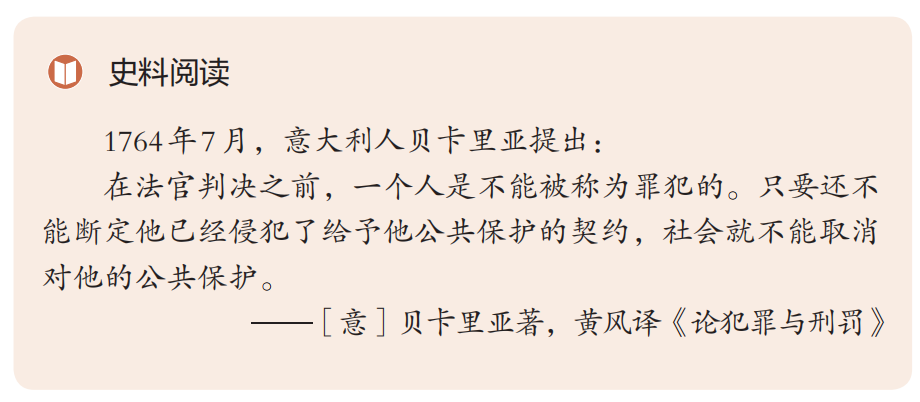 史料阅读
1764年7月，意大利人贝卡里亚提出：
在法官判决之前，一个人是不能被称为罪犯的。只要还不
能断定他已经侵犯了给予他公共保护的契约，社会就不能取消
对他的公共保护。
——［意］贝卡里亚著，黄风译《论犯罪与刑罚》